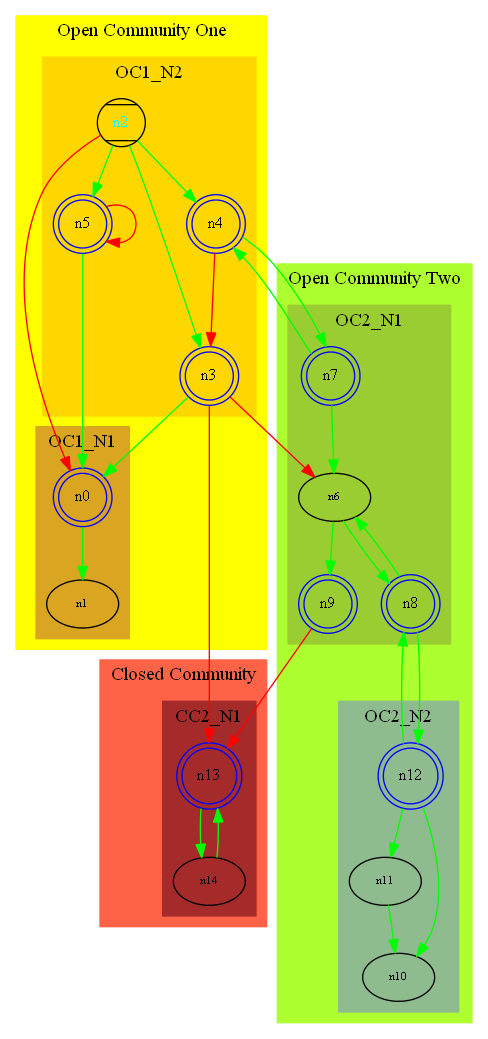 Open Community One
OC1_N2
n2
n5
n4
Open Community Two
OC2_N1
n3
n7
OC1_N1
n0
n6
n1
n9
n8
Closed Community
CC2_N1
OC2_N2
n13
n12
n14
n11
n10